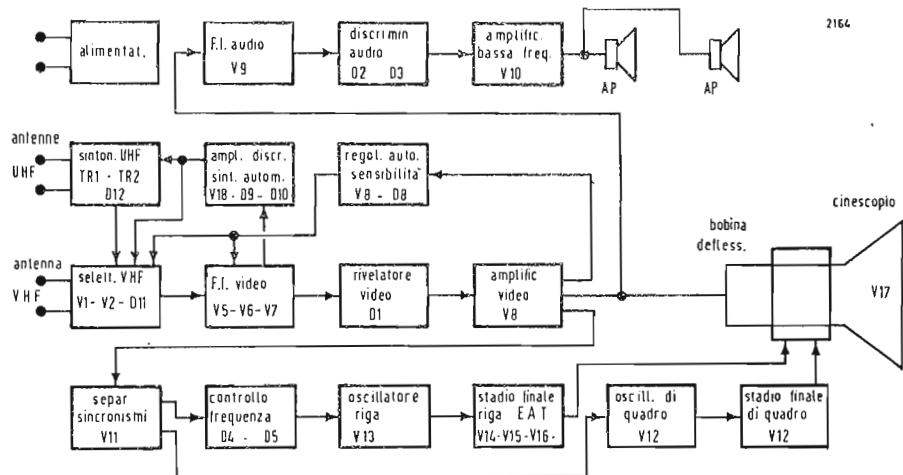 2164
alimentat.
F.I. audio
V9
discrimin
audio
D2 D3
amplific.
bassa freq.
V10
AP
AP
antenne
UHF
sinton. UHF
TR1 - TR2
D12
ampl. discr.
sint. autom.
V18 - D9 - D10
regol. auto.
sensibilità
V8 - D8
cinescopio
bobina
defless.
V17
antenna
VHF
selett. VHF
V1 - V2 - D11
F.I. video
V5 - V6 - V7
rivelatore
video
D1
amplific
video
V8
separ
sincronismi
V11
controllo
frequenza
D4 - D5
oscillatore
riga
V13
stadio finale
riga EAT
V14-V15-V16-
oscill. di
quadro
V12
stadio finale
di quadro
V12